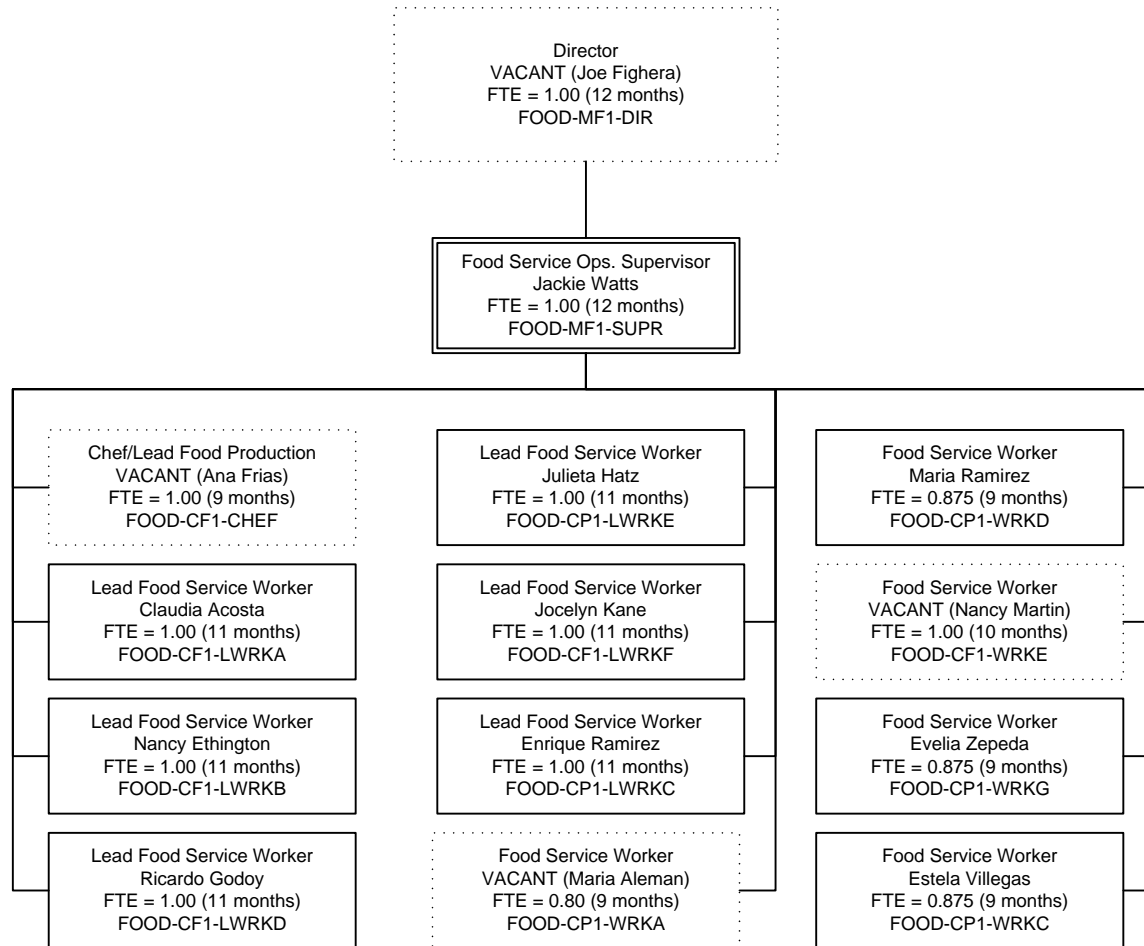 Director
VACANT (Joe Fighera)
FTE = 1.00 (12 months)
FOOD-MF1-DIR
Food Service Ops. Supervisor
Jackie Watts
FTE = 1.00 (12 months)
FOOD-MF1-SUPR
Chef/Lead Food Production
VACANT (Ana Frias)
FTE = 1.00 (9 months)
FOOD-CF1-CHEF
Lead Food Service Worker
Claudia Acosta
FTE = 1.00 (11 months)
FOOD-CF1-LWRKA
Lead Food Service Worker
Nancy Ethington
FTE = 1.00 (11 months)
FOOD-CF1-LWRKB
Lead Food Service Worker
Ricardo Godoy
FTE = 1.00 (11 months)
FOOD-CF1-LWRKD
Lead Food Service Worker
Julieta Hatz
FTE = 1.00 (11 months)
FOOD-CP1-LWRKE
Lead Food Service Worker
Jocelyn Kane
FTE = 1.00 (11 months)
FOOD-CF1-LWRKF
Lead Food Service Worker
Enrique Ramirez
FTE = 1.00 (11 months)
FOOD-CP1-LWRKC
Food Service Worker
VACANT (Maria Aleman)
FTE = 0.80 (9 months)
FOOD-CP1-WRKA
Food Service Worker
Maria Ramirez
FTE = 0.875 (9 months)
FOOD-CP1-WRKD
Food Service Worker
VACANT (Nancy Martin)
FTE = 1.00 (10 months)
FOOD-CF1-WRKE
Food Service Worker
Evelia Zepeda
FTE = 0.875 (9 months)
FOOD-CP1-WRKG
Food Service Worker
Estela Villegas
FTE = 0.875 (9 months)
FOOD-CP1-WRKC